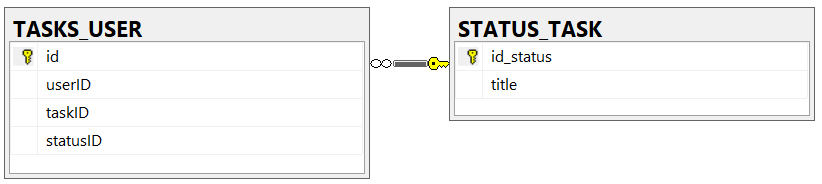 TASKS_USER
id
userID
taskID
statusID
STATUS_TASK
id_status
title